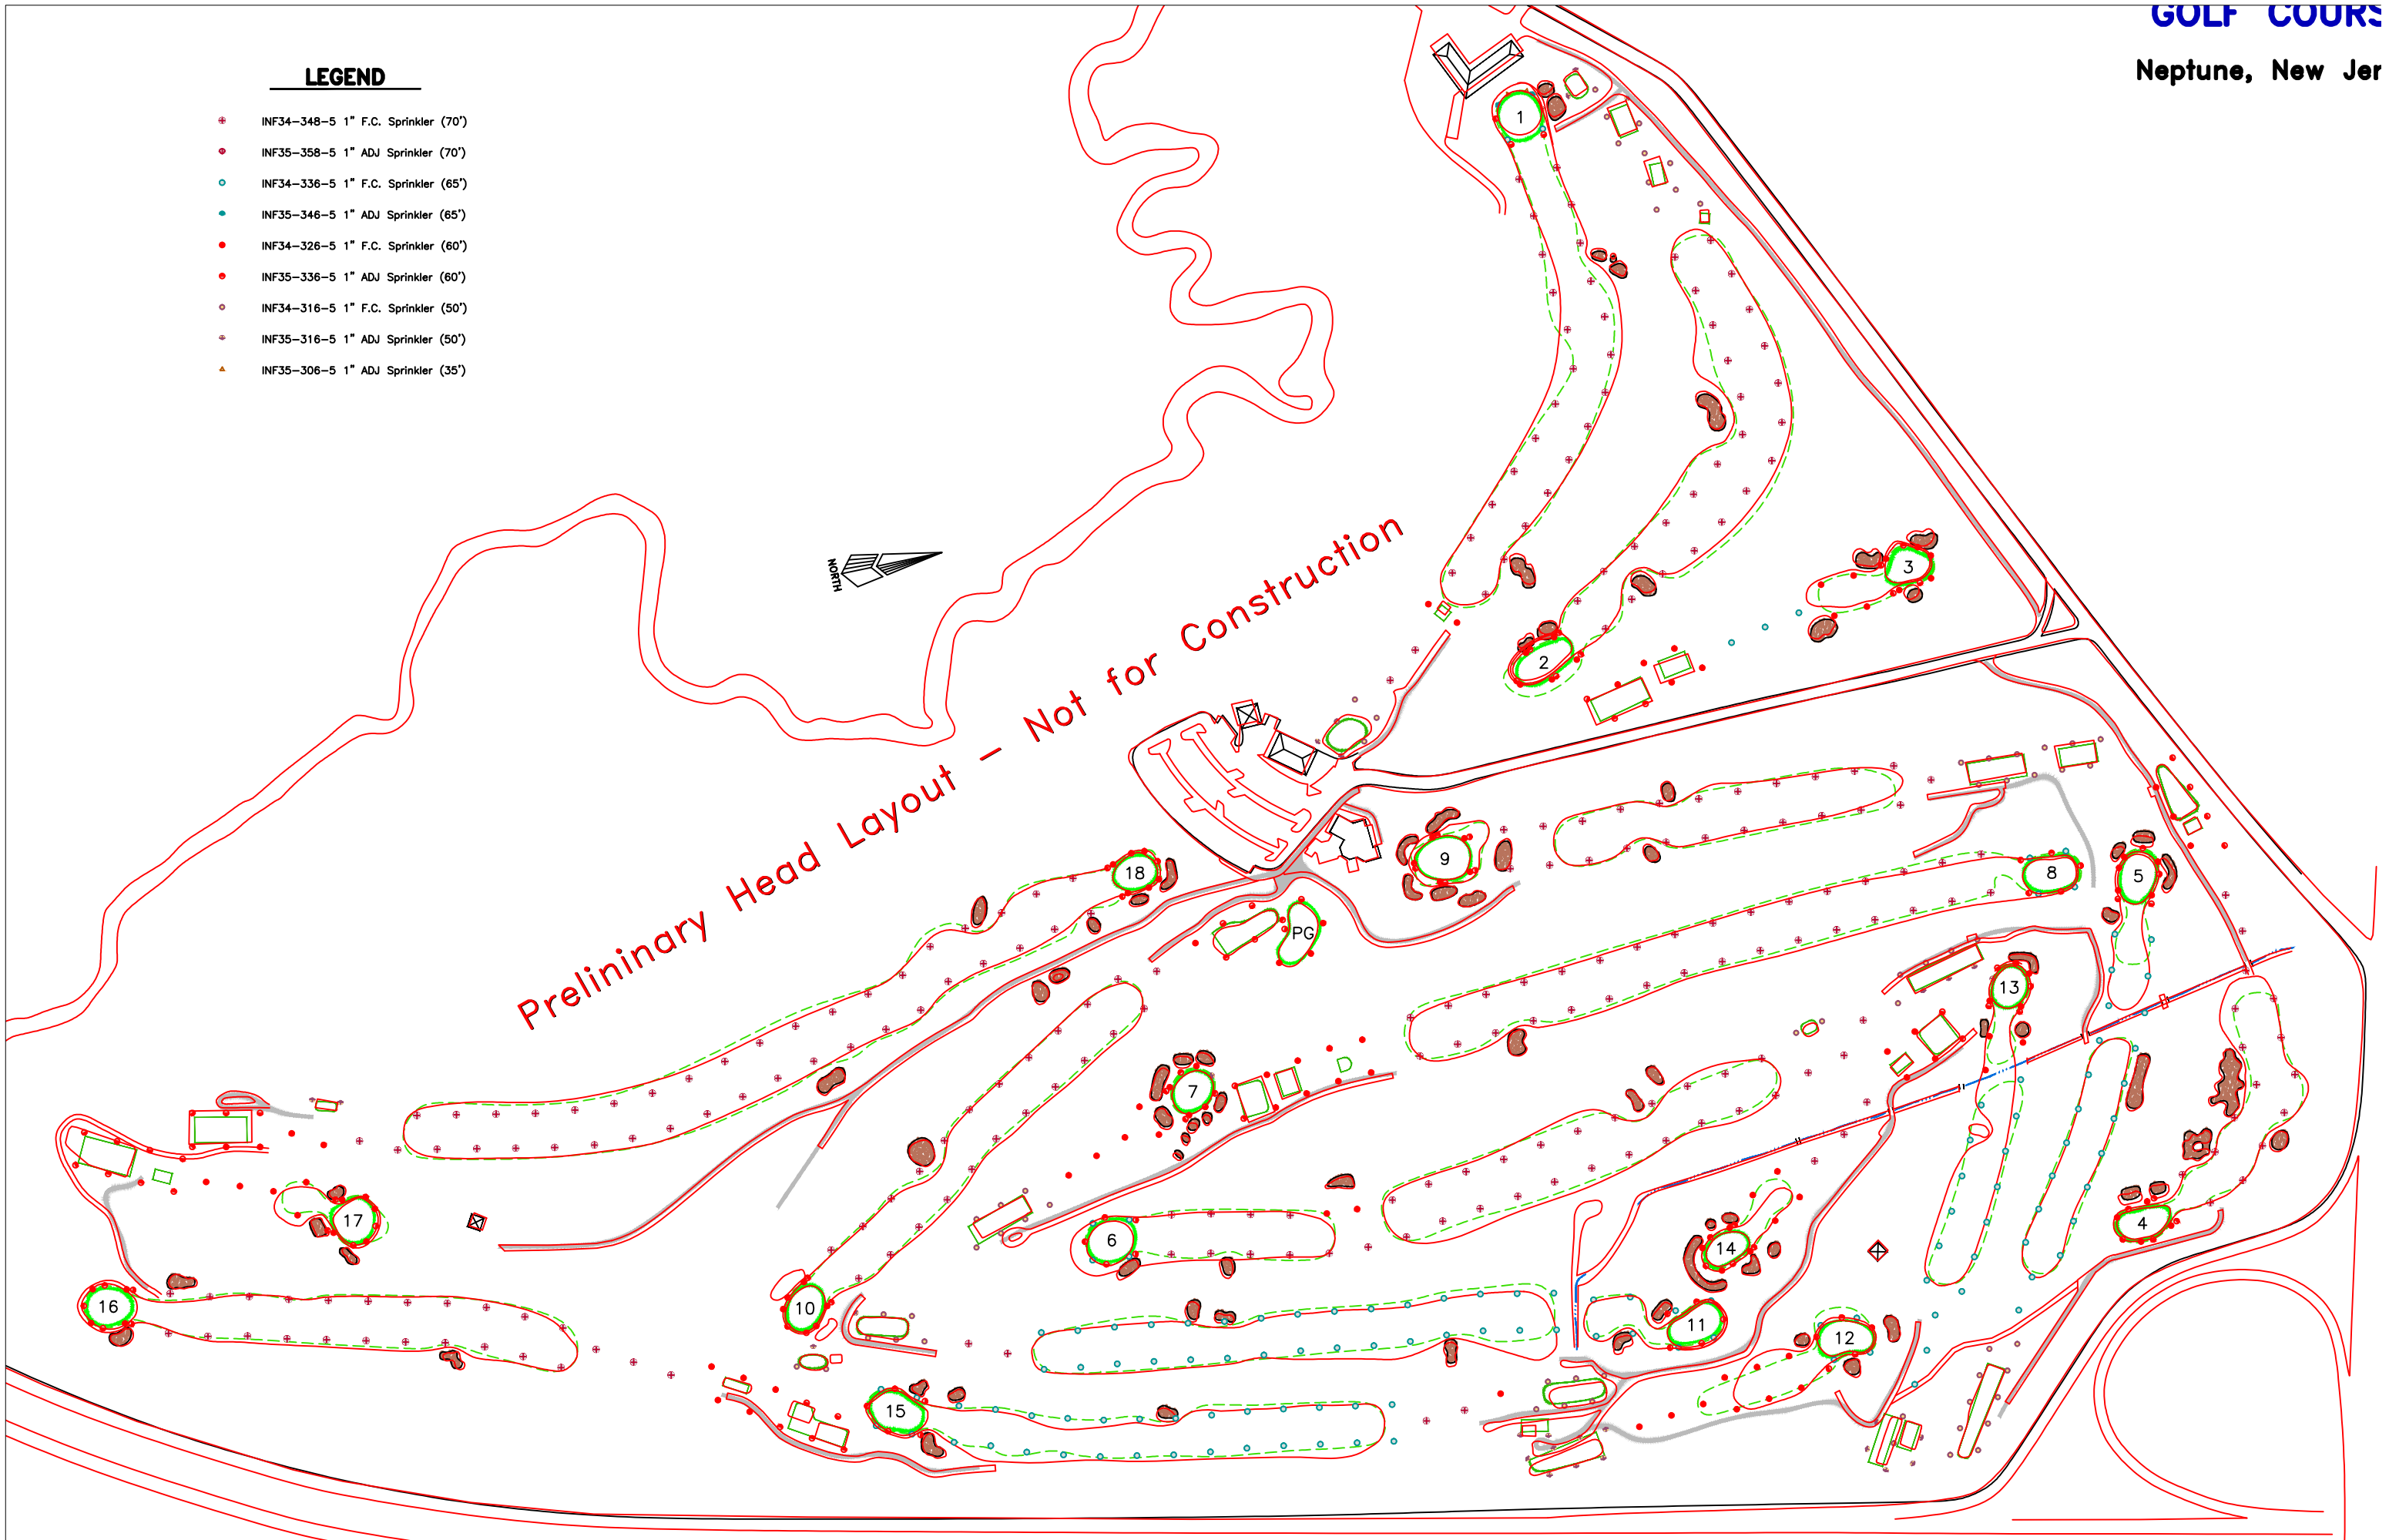 GOLF COURS
Neptune, New Jer
LEGEND
INF34-348-5 1" F.C. Sprinkler (70')
INF35-358-5 1" ADJ Sprinkler (70')
INF34-336-5 1" F.C. Sprinkler (65')
INF35-346-5 1" ADJ Sprinkler (65')
INF34-326-5 1" F.C. Sprinkler (60')
INF35-336-5 1" ADJ Sprinkler (60')
INF34-316-5 1" F.C. Sprinkler (50')
INF35-316-5 1" ADJ Sprinkler (50')
INF35-306-5 1" ADJ Sprinkler (35')
1
NORTH
Prelininary Head Layout - Not for Construction
3
2
9
18
8
5
PG
13
7
17
6
14
4
16
10
11
12
15